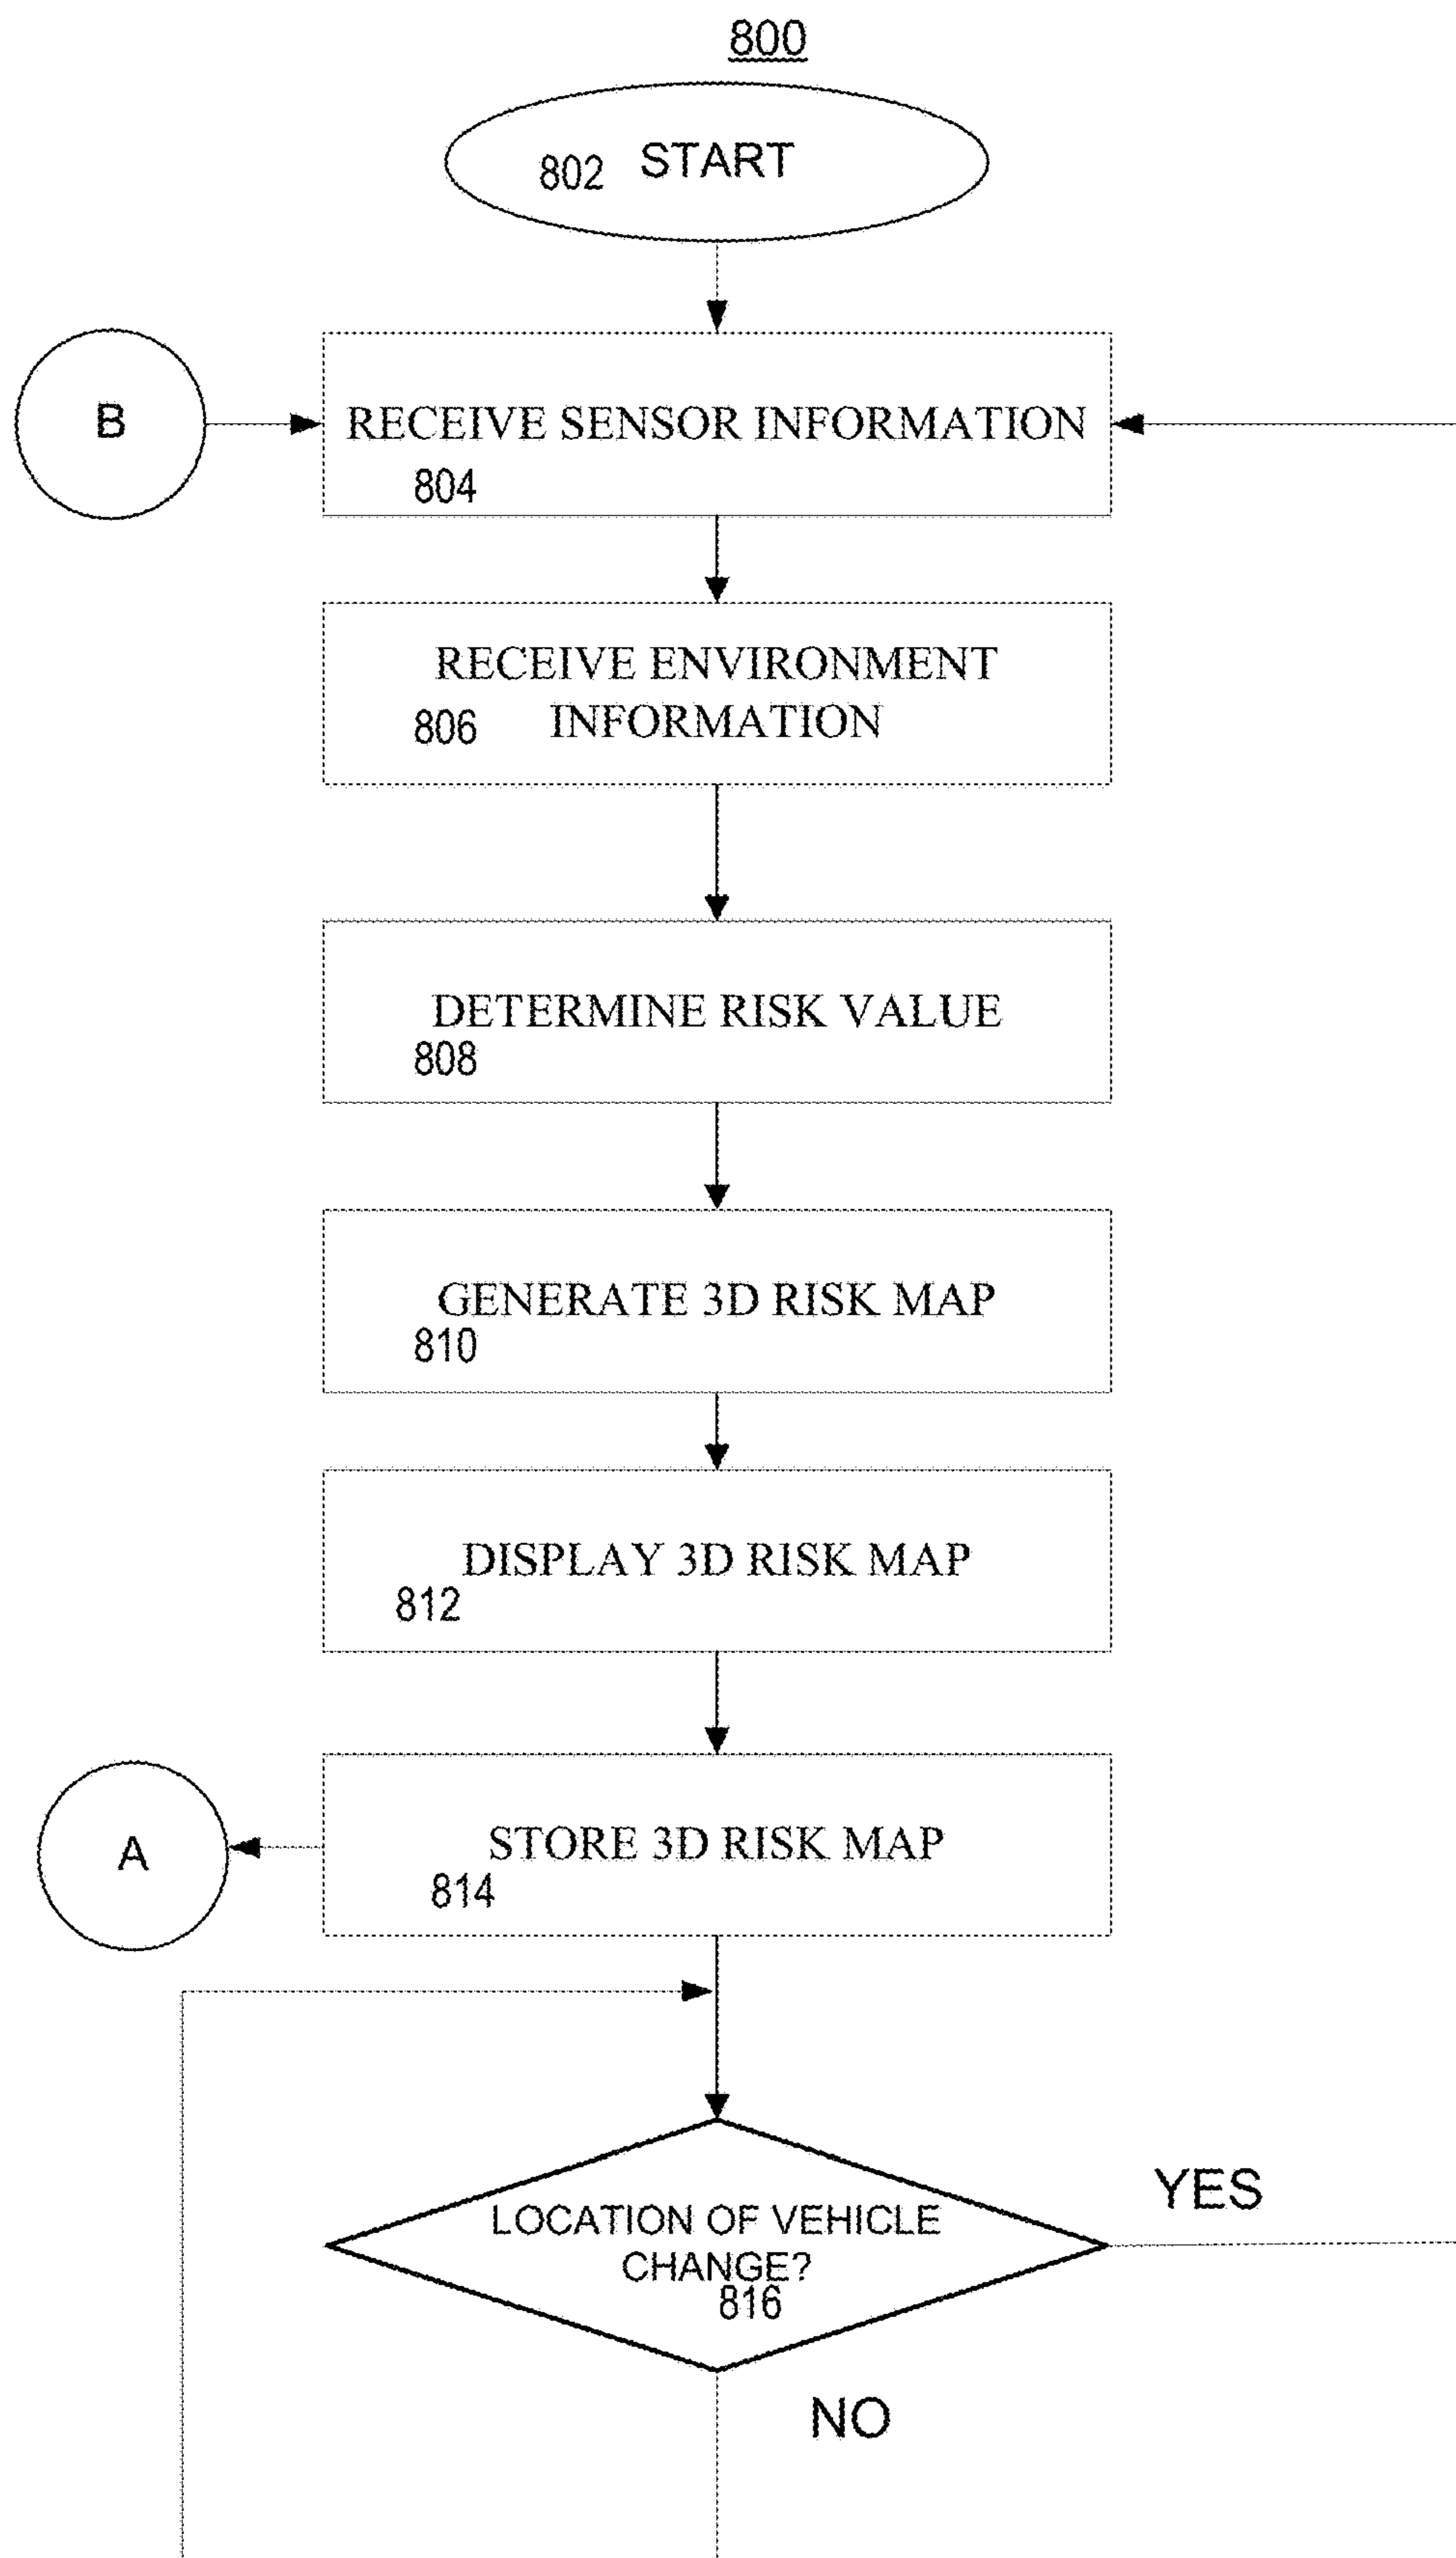 800
802 START
B
RECEIVE SENSOR INFORMATION
804
RECEIVE ENVIRONMENT
806 INFORMATION
DETERMINE RISK VALUE
808
GENERATE 3D RISK MAP
810
DISPLAY 3D RISK MAP
812
A
STORE 3D RISK MAP
814
LOCATION OF VEHICLE
CHANGE?
816
YES
NO